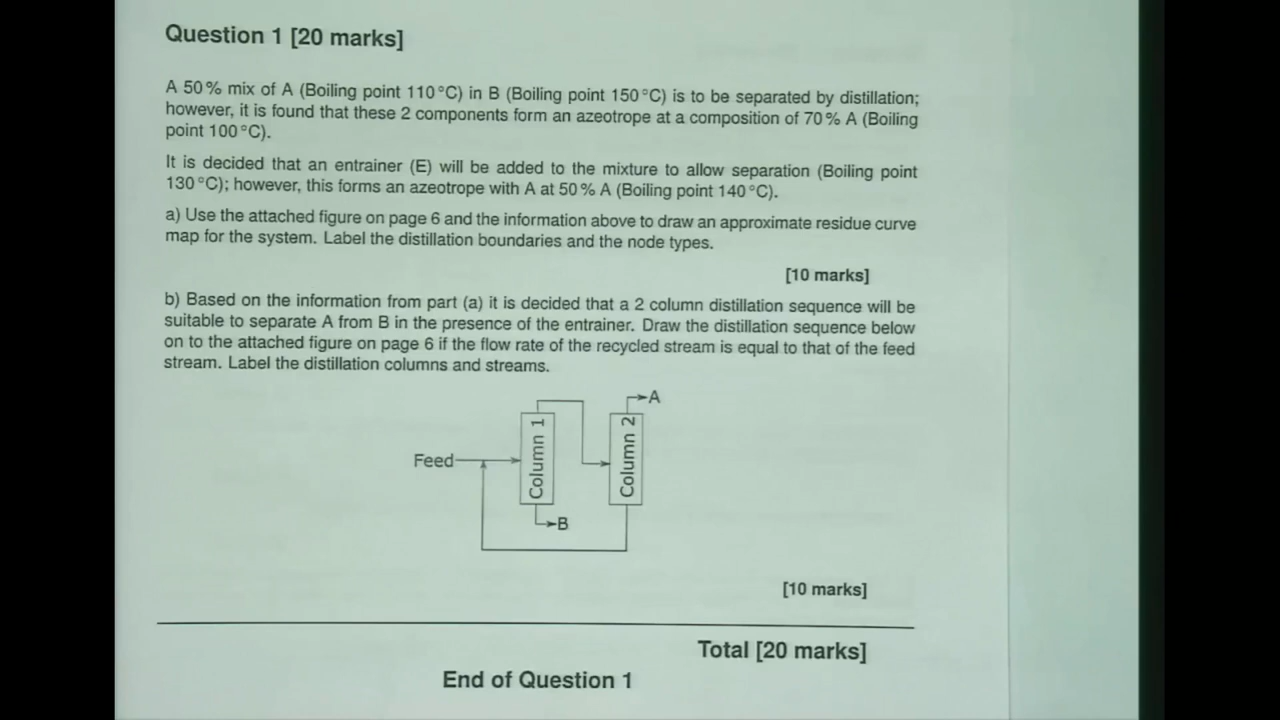 Question 1 [20 marks]
A 50 % mix of A (Boiling point 110 °C) in B (Boiling point 150 °C) is to be separated by distillation;
however, it is found that these 2 components form an azeotrope at a composition of 70 % A (Boiling
point 100 °C).
It is decided that an entrainer (E) will be added to the mixture to allow separation (Boiling point
130 °C); however, this forms an azeotrope with A at 50 % A (Boiling point 140 °C).
a) Use the attached figure on page 6 and the information above to draw an approximate residue curve
map for the system. Label the distillation boundaries and the node types.
[10 marks]
b) Based on the information from part (a) it is decided that a 2 column distillation sequence will be
suitable to separate A from B in the presence of the entrainer. Draw the distillation sequence below
on to the attached figure on page 6 if the flow rate of the recycled stream is equal to that of the feed
stream. Label the distillation columns and streams.
A
Column 1
Column 2
Feed
B
[10 marks]
Total [20 marks]
End of Question 1